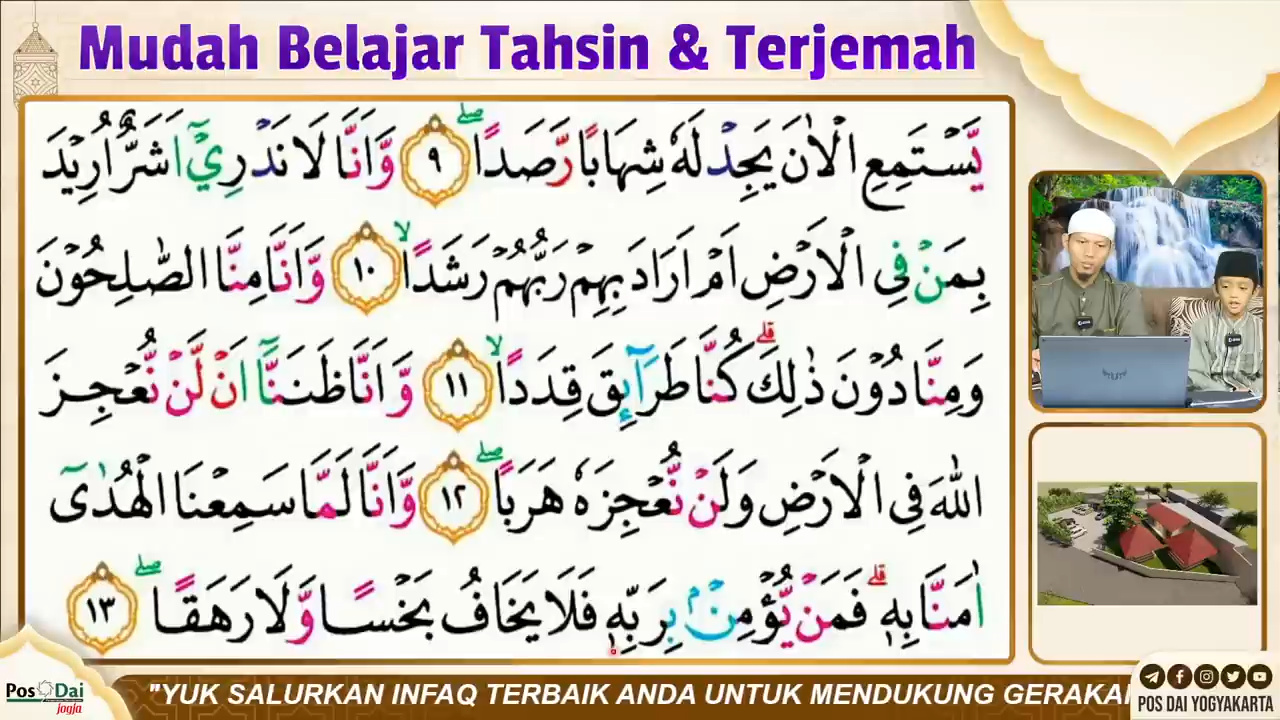 Mudah Belajar Tahsin & Terjemah
يَّسْتَمِعِ الْاٰنَ يَجِدْ لَهٗ شِهَابًا رَّصَدًاۖ ٩ وَّاَنَّا لَا نَدْرِيْٓ اَشَرٌّ اُرِيْدَ
بِمَنْ فِى الْاَرْضِ اَمْ اَرَادَ بِهِمْ رَبُّهُمْ رَشَدًاۙ ١٠ وَّاَنَّا مِنَّا الصّٰلِحُوْنَ
وَمِنَّا دُوْنَ ذٰلِكَۗ كُنَّا طَرَاۤىِٕقَ قِدَدًاۙ ١١ وَّاَنَّا ظَنَنَّآ اَنْ لَّنْ نُّعْجِزَ
اللّٰهَ فِى الْاَرْضِ وَلَنْ نُّعْجِزَهٗ هَرَبًاۖ ١٢ وَّاَنَّا لَمَّا سَمِعْنَا الْهُدٰىٓ
اٰمَنَّا بِهٖۗ فَمَنْ يُّؤْمِنْۢ بِرَبِّهٖ فَلَا يَخَافُ بَخْسًا وَّلَا رَهَقًاۖ ١٣
Pos Dai
jogja
"YUK SALURKAN INFAQ TERBAIK ANDA UNTUK MENDUKUNG GERAKA
POS DAI YOGYAKARTA